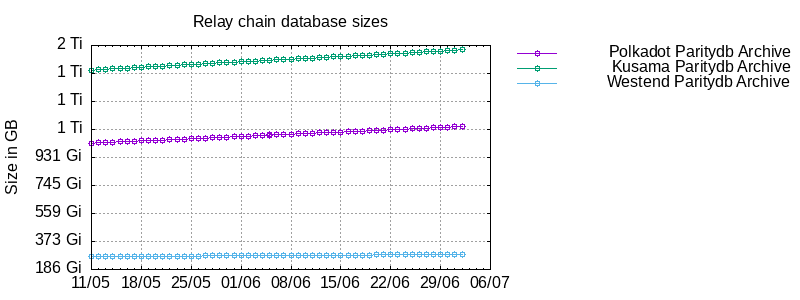 Relay chain database sizes
2 Ti
1 Ti
1 Ti
1 Ti
931 Gi
745 Gi
559 Gi
373 Gi
186 Gi
Size in GB
11/05 18/05 25/05 01/06 08/06 15/06 22/06 29/06 06/07
Polkadot Paritydb Archive
Kusama Paritydb Archive
Westend Paritydb Archive